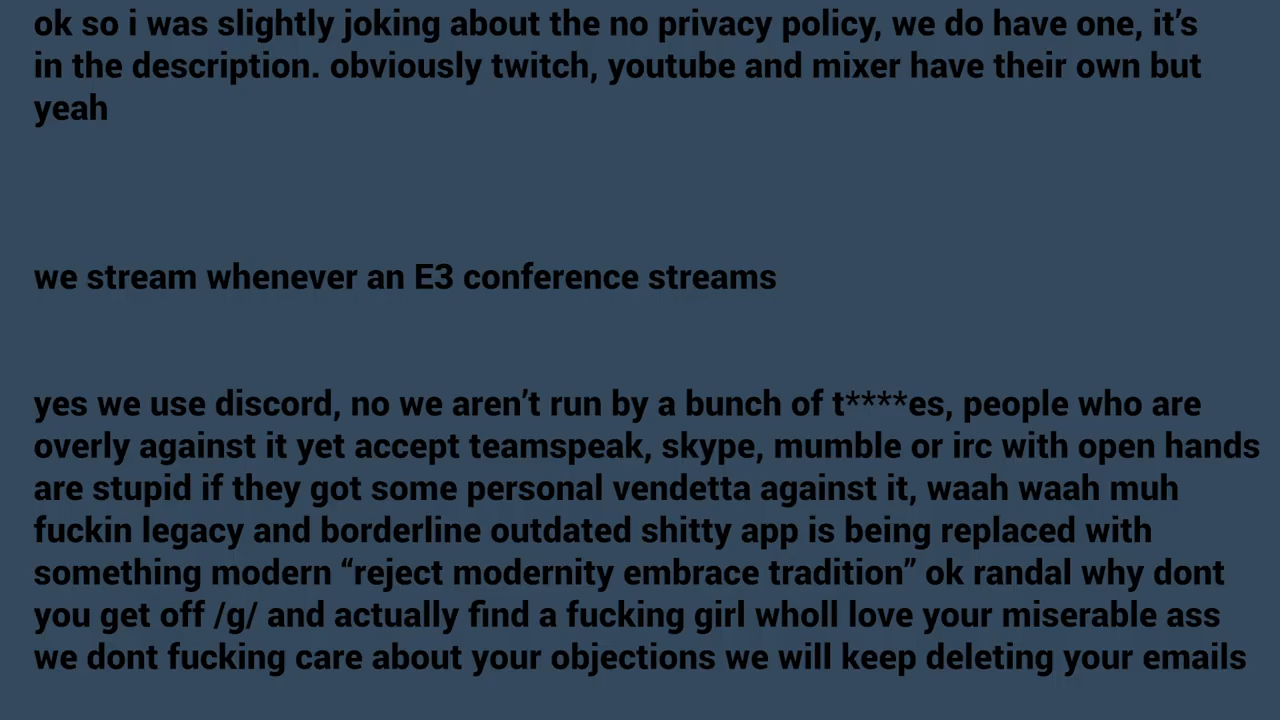 ok so i was slightly joking about the no privacy policy, we do have one, it’s
in the description. obviously twitch, youtube and mixer have their own but
yeah
we stream whenever an E3 conference streams
yes we use discord, no we aren’t run by a bunch of t****es, people who are
overly against it yet accept teamspeak, skype, mumble or irc with open hands
are stupid if they got some personal vendetta against it, waah waah muh
fuckin legacy and borderline outdated shitty app is being replaced with
something modern “reject modernity embrace tradition” ok randal why dont
you get off /g/ and actually find a fucking girl wholl love your miserable ass
we dont fucking care about your objections we will keep deleting your emails